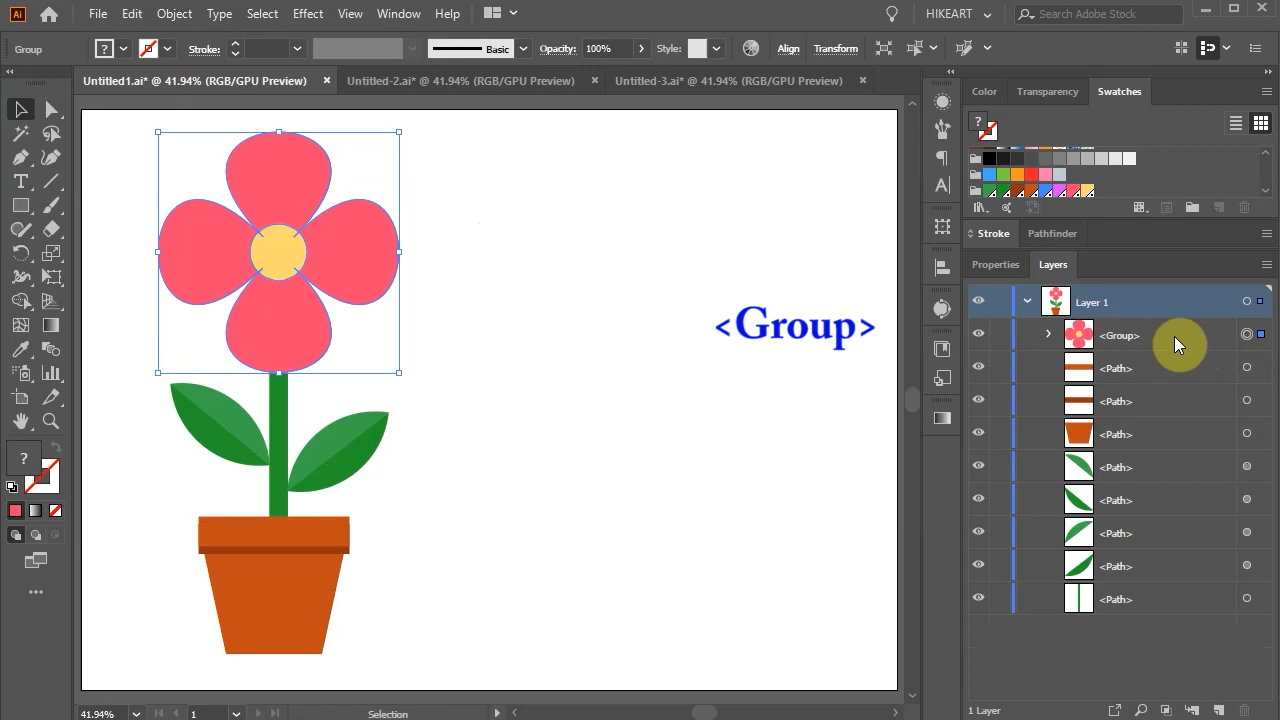 Ai File Edit Object Type Select Effect View Window Help HIKEART Search Adobe Stock
Group ? Stroke: Basic Opacity: 100% Style: Align Transform
Untitled1.ai* @ 41.94% (RGB/GPU Preview) × Untitled-2.ai* @ 41.94% (RGB/GPU Preview) × Untitled-3.ai* @ 41.94% (RGB/GPU Preview) ×
Color Transparency Swatches
?
Stroke Pathfinder
Properties Layers
Layer 1
<Group>
<Group>
<Path>
<Path>
<Path>
<Path>
<Path>
<Path>
<Path>
<Path>
?
41.94% 1 Selection
1 Layer